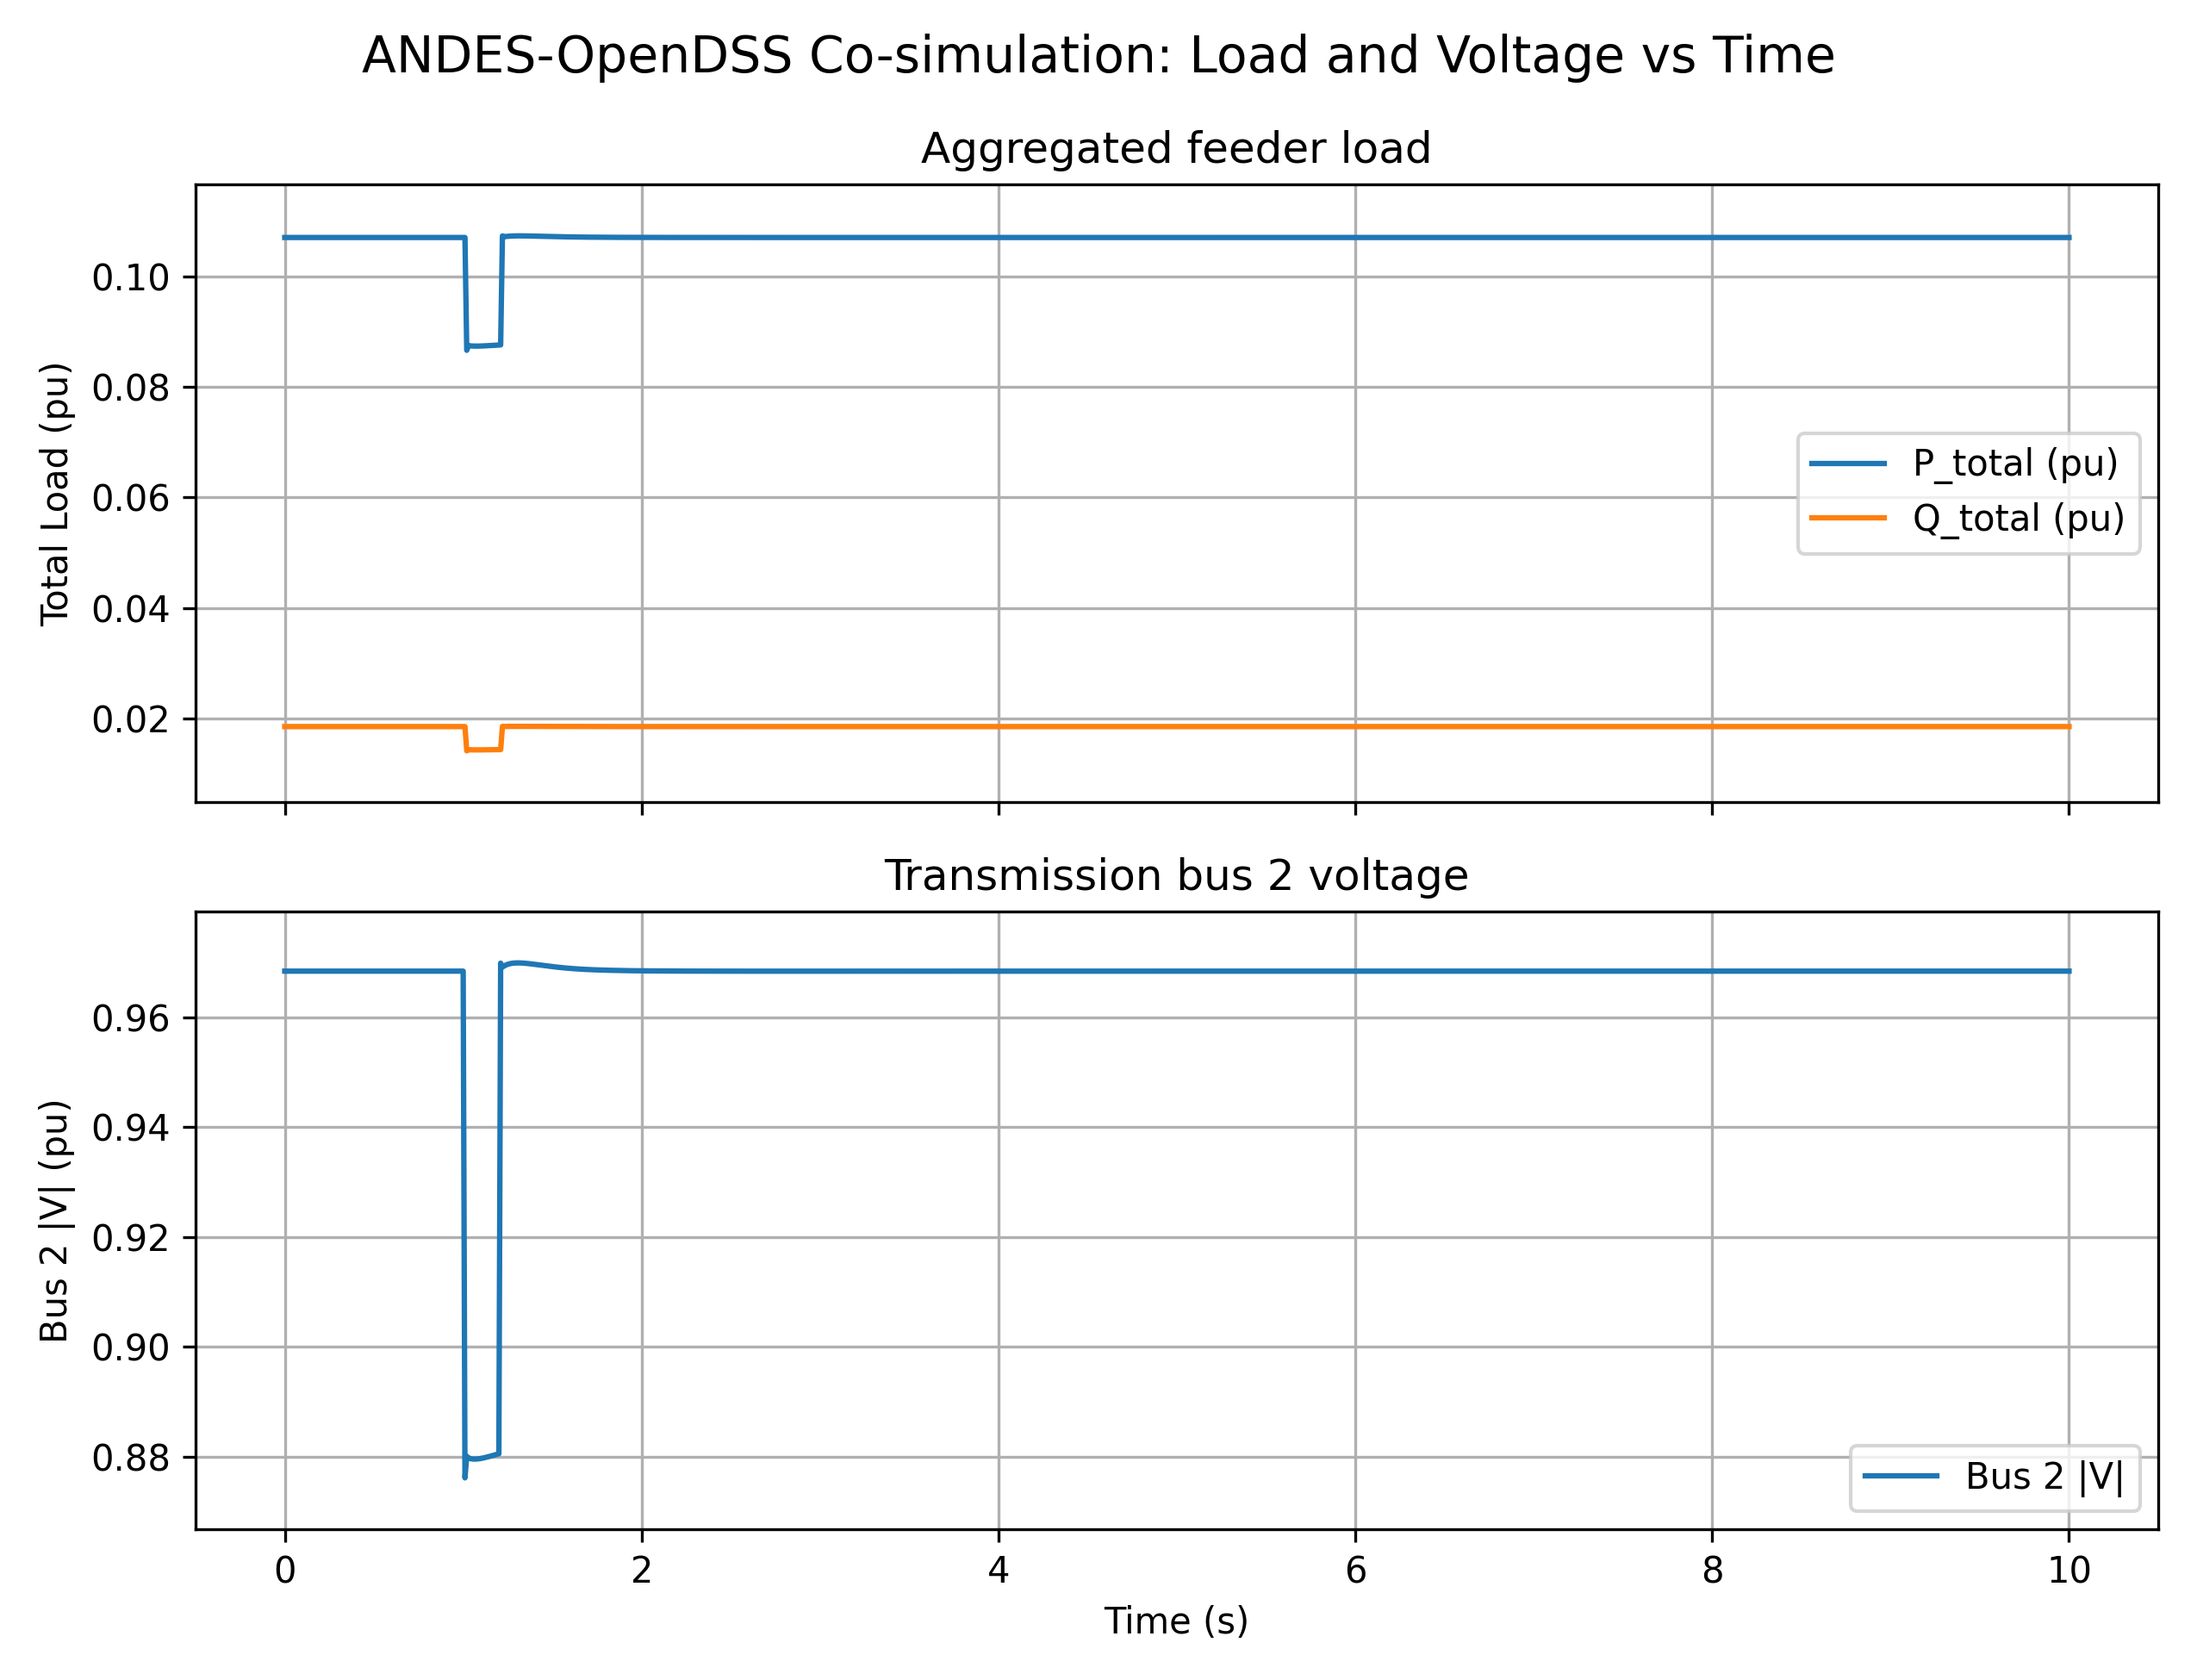 ANDES-OpenDSS Co-simulation: Load and Voltage vs Time
Aggregated feeder load
Total Load (pu)
0.10
0.08
0.06
0.04
0.02
P_total (pu)
Q_total (pu)
Transmission bus 2 voltage
Bus 2 |V| (pu)
0.96
0.94
0.92
0.90
0.88
Bus 2 |V|
0 2 4 6 8 10
Time (s)